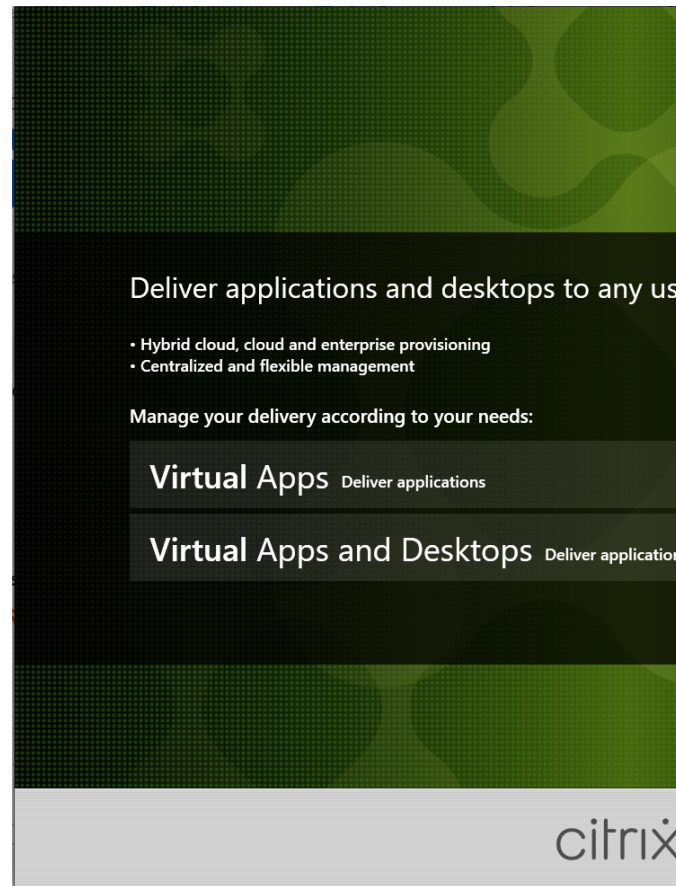 Deliver applications and desktops to any us
• Hybrid cloud, cloud and enterprise provisioning
• Centralized and flexible management
Manage your delivery according to your needs:
Virtual Apps Deliver applications
Virtual Apps and Desktops Deliver application
citrix